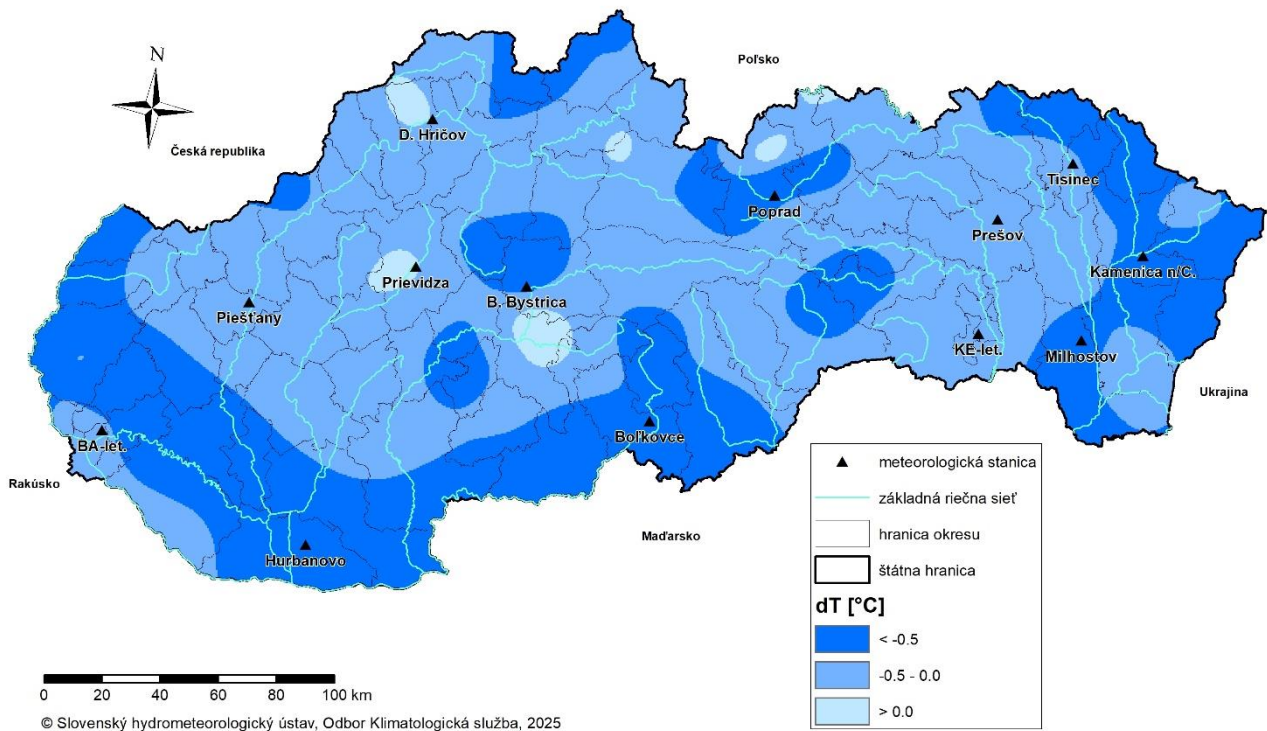 N
Poľsko
Česká republika
D. Hričov
Tisinec
Poprad
Prešov
Kamenica n/C.
Prievidza
B. Bystrica
Piešťany
KE-let.
Milhostov
Ukrajina
Boľkovce
BA-let.
Rakúsko
Maďarsko
Hurbanovo
meteorologická stanica
základná riečna sieť
hranica okresu
štátna hranica
dT [°C]
< -0.5
-0.5 - 0.0
> 0.0
0 20 40 60 80 100 km
© Slovenský hydrometeorologický ústav, Odbor Klimatologická služba, 2025